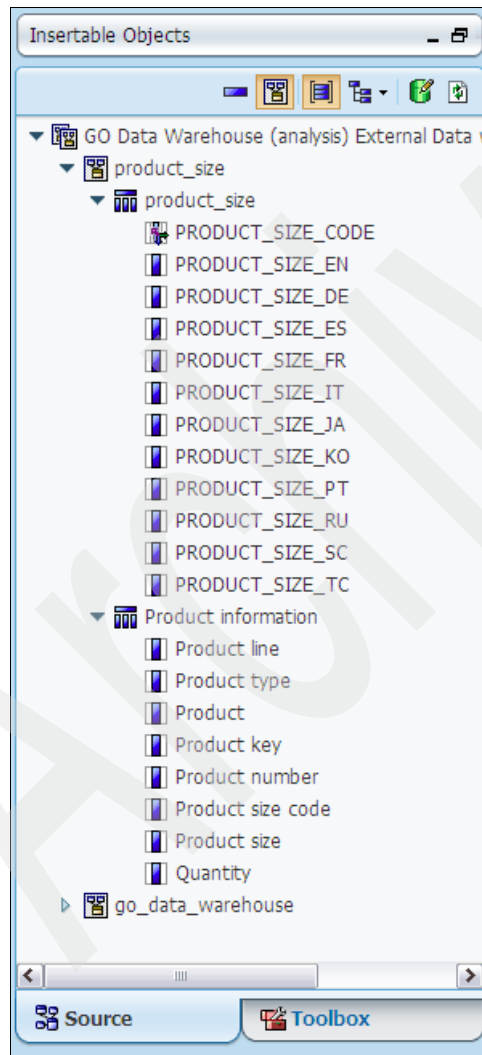 Insertable Objects
GO Data Warehouse (analysis) External Data
product_size
product_size
PRODUCT_SIZE_CODE
PRODUCT_SIZE_EN
PRODUCT_SIZE_DE
PRODUCT_SIZE_ES
PRODUCT_SIZE_FR
PRODUCT_SIZE_IT
PRODUCT_SIZE_JA
PRODUCT_SIZE_KO
PRODUCT_SIZE_PT
PRODUCT_SIZE_RU
PRODUCT_SIZE_SC
PRODUCT_SIZE_TC
Product information
Product line
Product type
Product
Product key
Product number
Product size code
Product size
Quantity
go_data_warehouse
Source
Toolbox